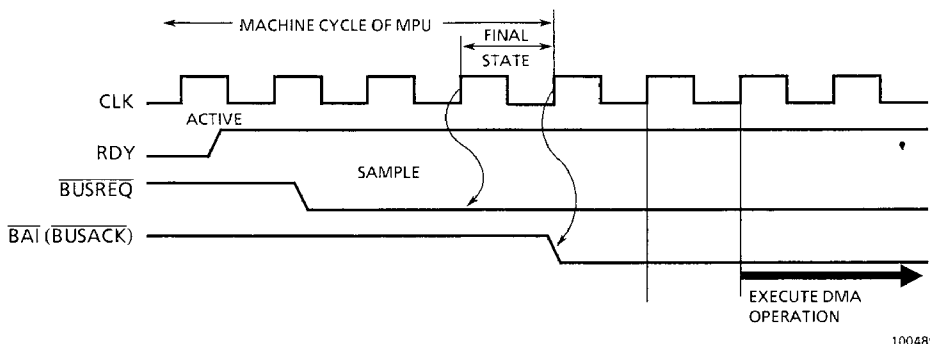 MACHINE CYCLE OF MPU
FINAL
STATE
CLK
ACTIVE
RDY
SAMPLE
BUSREQ
BAI (BUSACK)
EXECUTE DMA
OPERATION